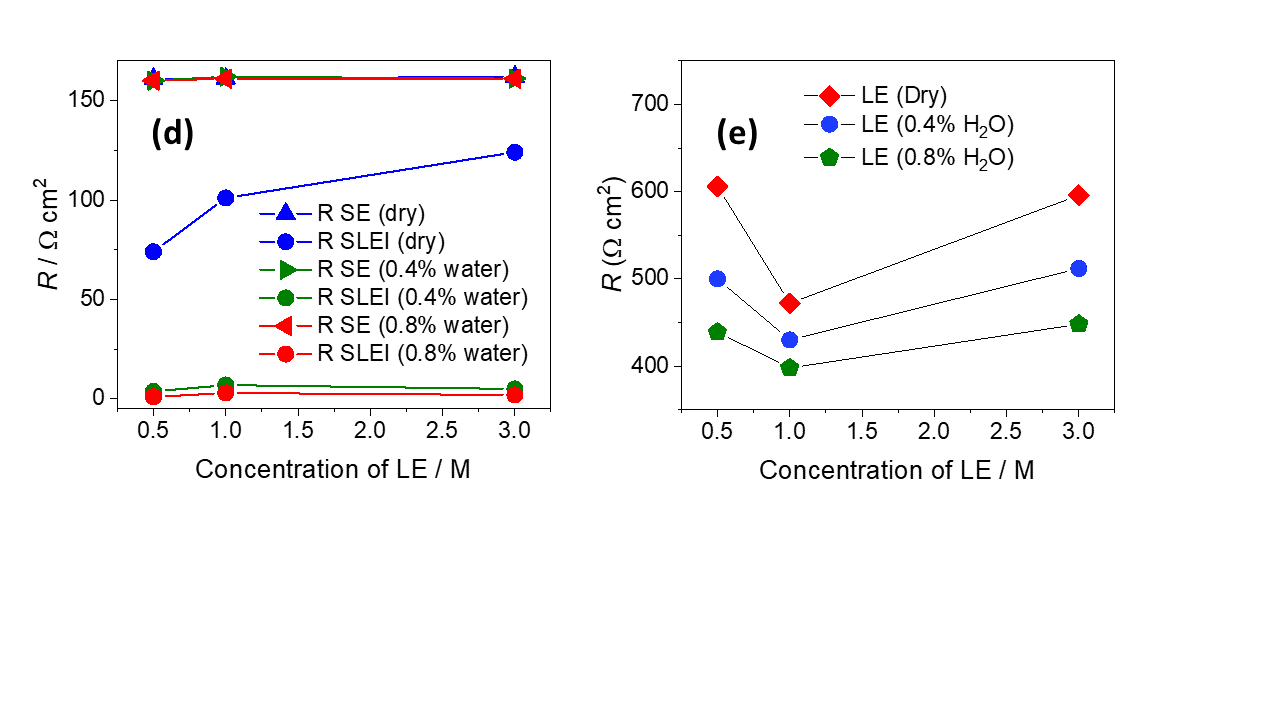 (d)
150
100
50
0
R / Ω cm²
R SE (dry)
R SLEI (dry)
R SE (0.4% water)
R SLEI (0.4% water)
R SE (0.8% water)
R SLEI (0.8% water)
0.5 1.0 1.5 2.0 2.5 3.0
Concentration of LE / M
(e)
700
600
500
400
R (Ω cm²)
LE (Dry)
LE (0.4% H₂O)
LE (0.8% H₂O)
0.5 1.0 1.5 2.0 2.5 3.0
Concentration of LE / M